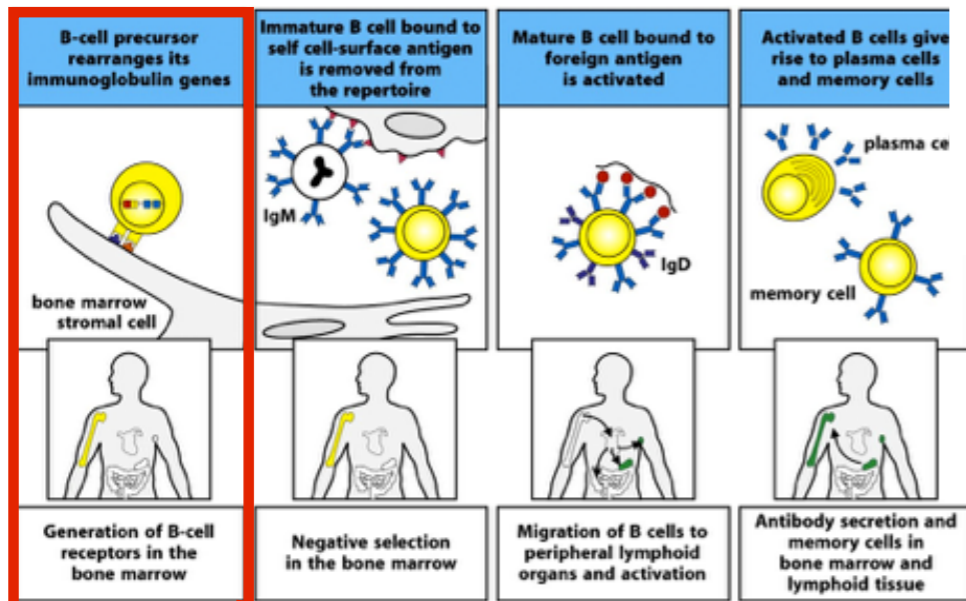 B-cell precursor
rearranges its
immunoglobulin genes
Immature B cell bound to
self cell-surface antigen
is removed from
the repertoire
Mature B cell bound to
foreign antigen
is activated
Activated B cells give
rise to plasma cells
and memory cells
bone marrow
stromal cell
IgM
IgD
plasma ce
memory cell
Generation of B-cell
receptors in the
bone marrow
Negative selection
in the bone marrow
Migration of B cells to
peripheral lymphoid
organs and activation
Antibody secretion and
memory cells in
bone marrow and
lymphoid tissue